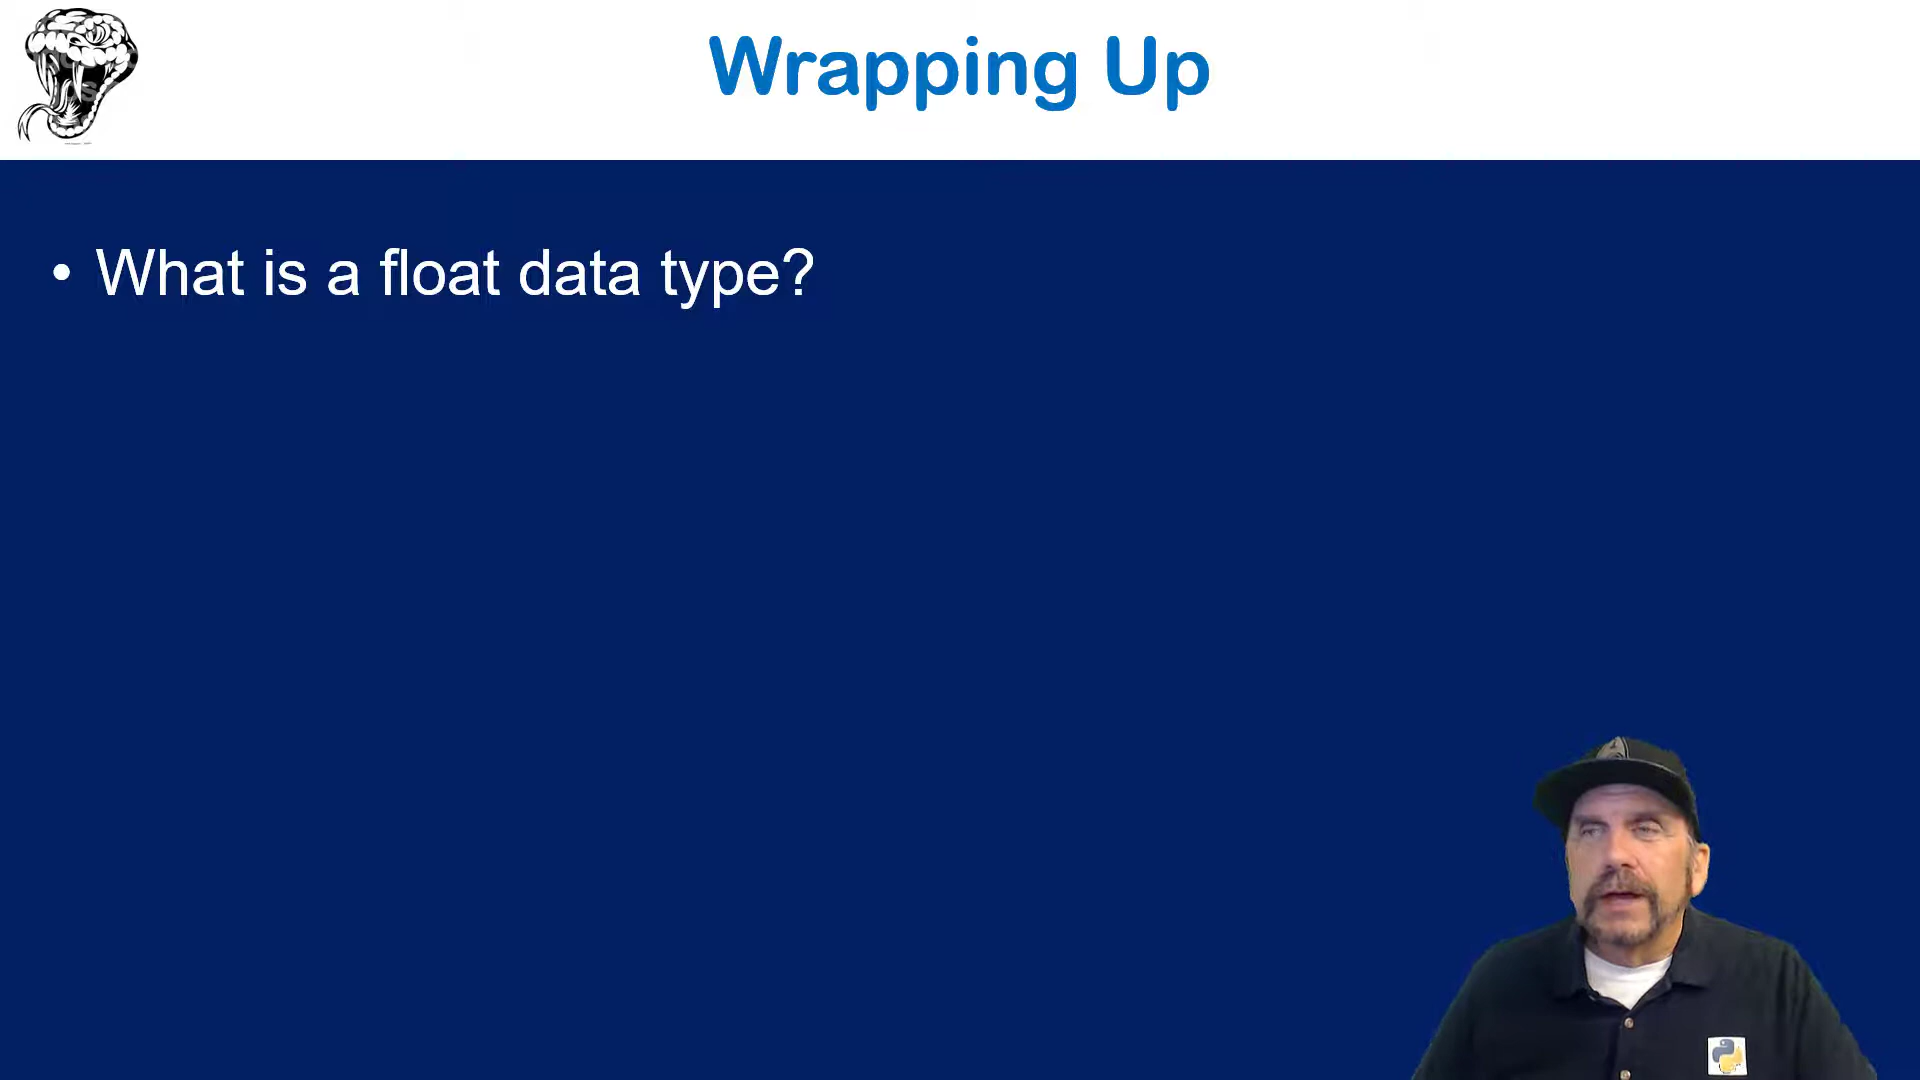 Wrapping Up
• What is a float data type?